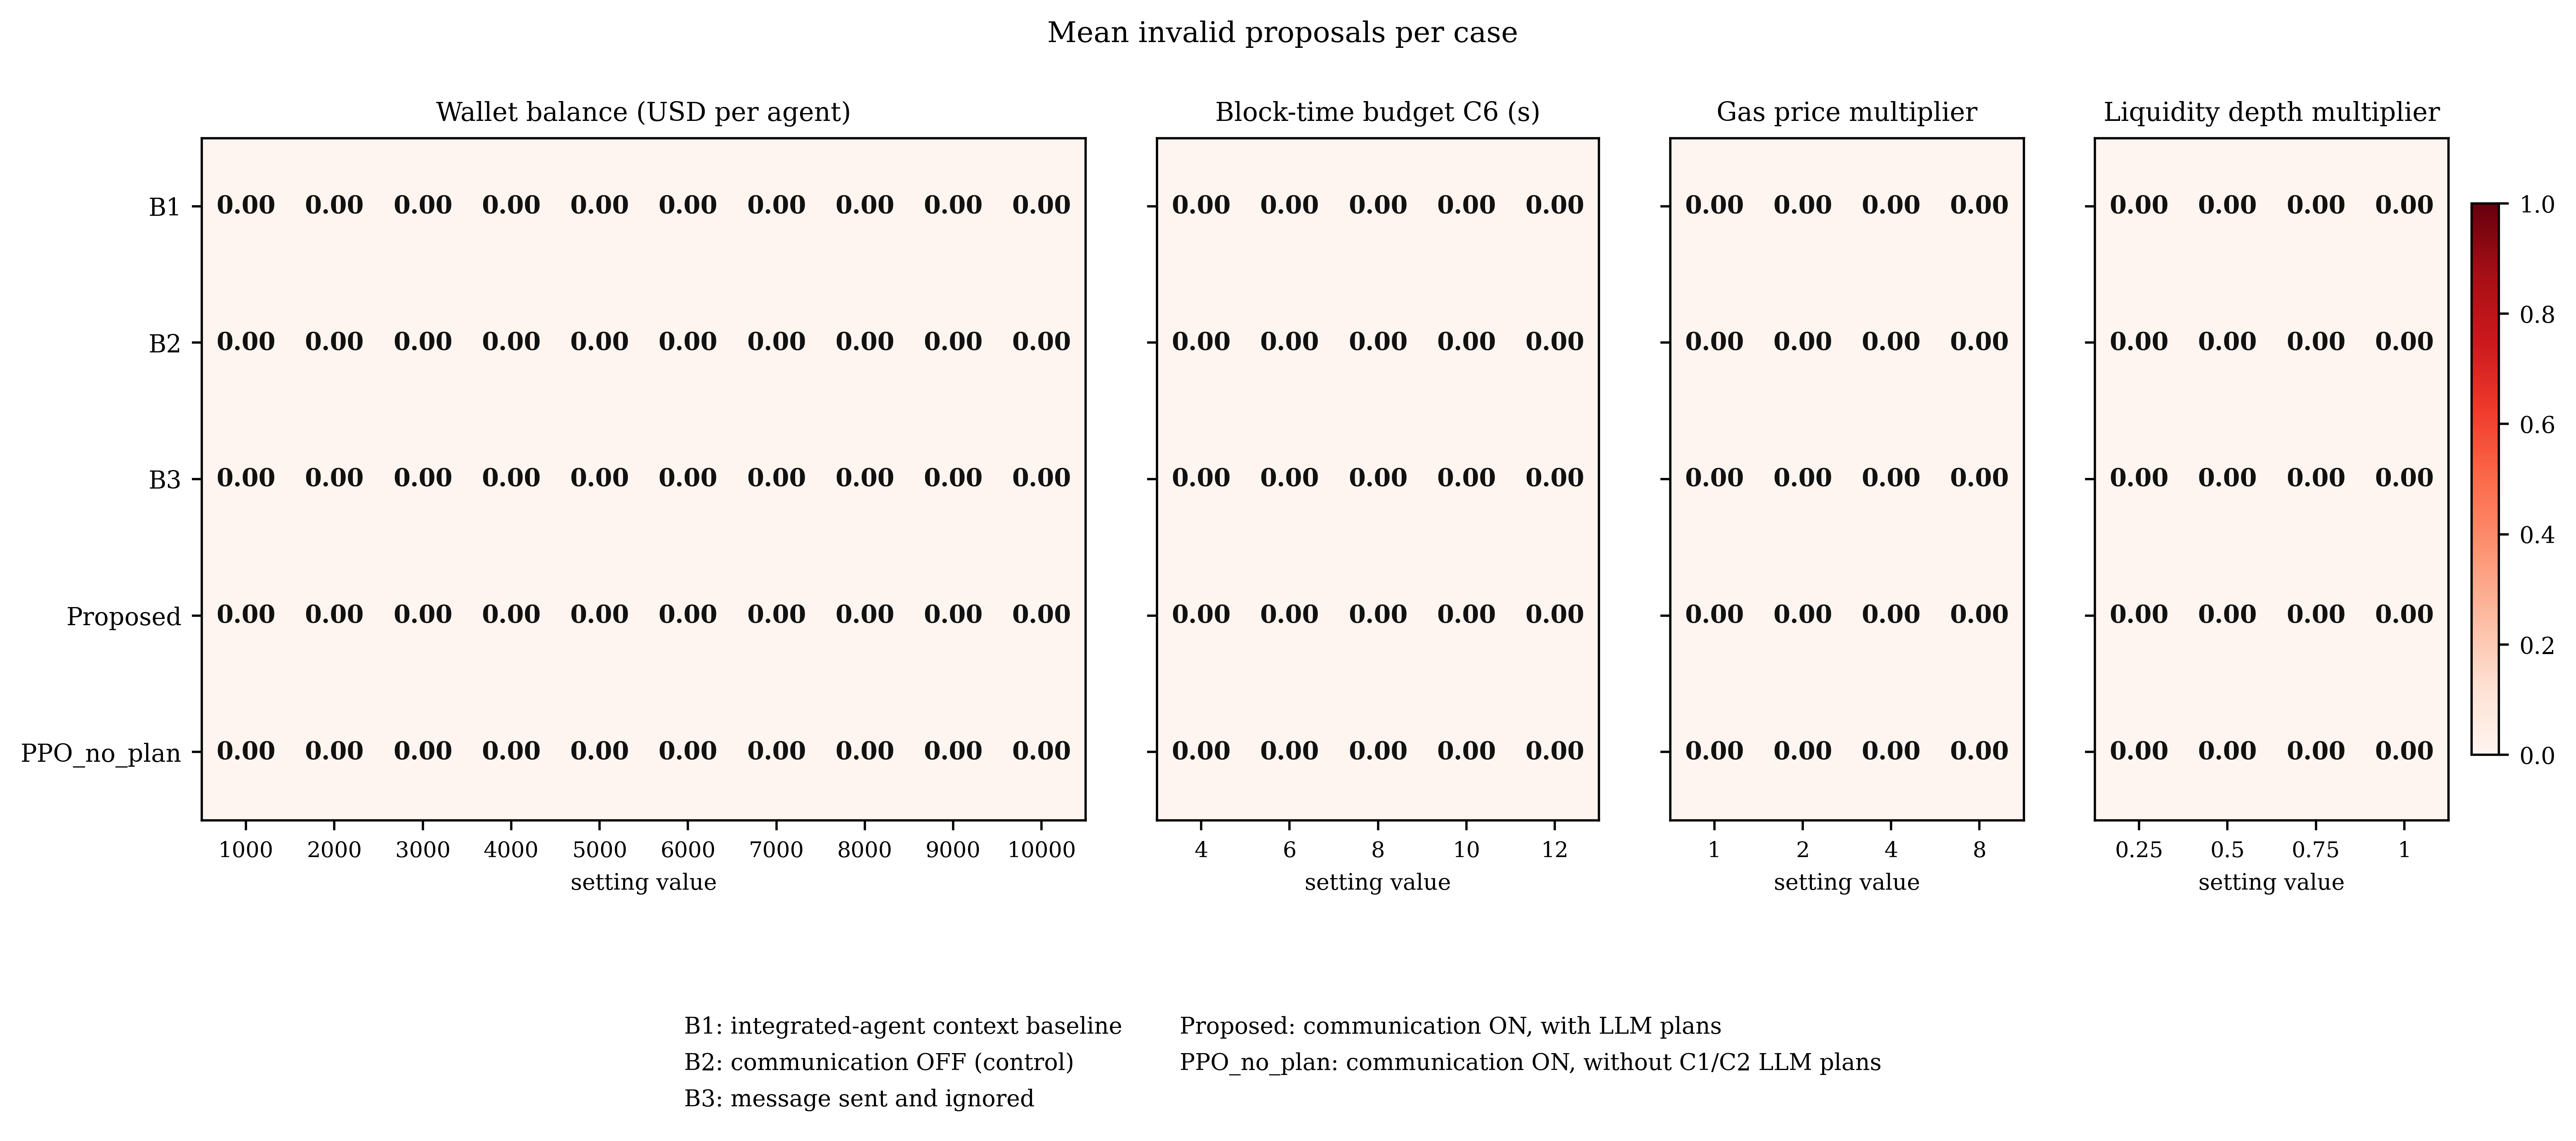 Mean invalid proposals per case
Wallet balance (USD per agent)
B1 0.00 0.00 0.00 0.00 0.00 0.00 0.00 0.00 0.00 0.00
B2 0.00 0.00 0.00 0.00 0.00 0.00 0.00 0.00 0.00 0.00
B3 0.00 0.00 0.00 0.00 0.00 0.00 0.00 0.00 0.00 0.00
Proposed 0.00 0.00 0.00 0.00 0.00 0.00 0.00 0.00 0.00 0.00
PPO_no_plan 0.00 0.00 0.00 0.00 0.00 0.00 0.00 0.00 0.00 0.00
1000 2000 3000 4000 5000 6000 7000 8000 9000 10000
setting value
Block-time budget C6 (s)
0.00 0.00 0.00 0.00 0.00
0.00 0.00 0.00 0.00 0.00
0.00 0.00 0.00 0.00 0.00
0.00 0.00 0.00 0.00 0.00
0.00 0.00 0.00 0.00 0.00
4 6 8 10 12
setting value
Gas price multiplier
0.00 0.00 0.00 0.00
0.00 0.00 0.00 0.00
0.00 0.00 0.00 0.00
0.00 0.00 0.00 0.00
0.00 0.00 0.00 0.00
1 2 4 8
setting value
Liquidity depth multiplier
0.00 0.00 0.00 0.00
0.00 0.00 0.00 0.00
0.00 0.00 0.00 0.00
0.00 0.00 0.00 0.00
0.00 0.00 0.00 0.00
0.25 0.5 0.75 1
setting value
1.0
0.8
0.6
0.4
0.2
0.0
B1: integrated-agent context baseline
B2: communication OFF (control)
B3: message sent and ignored
Proposed: communication ON, with LLM plans
PPO_no_plan: communication ON, without C1/C2 LLM plans